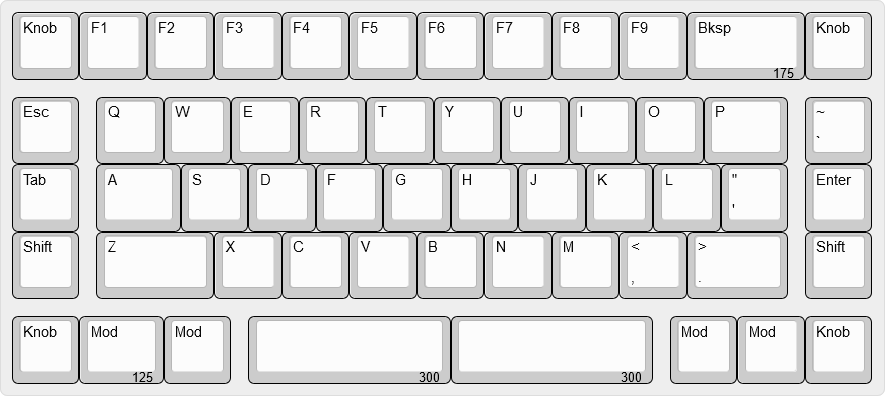 Knob F1 F2 F3 F4 F5 F6 F7 F8 F9 Bksp 175 Knob
Esc Q W E R T Y U I O P ~ `
Tab A S D F G H J K L " ' Enter
Shift Z X C V B N M < , > . Shift
Knob Mod 125 Mod 300 300 Mod Mod Knob